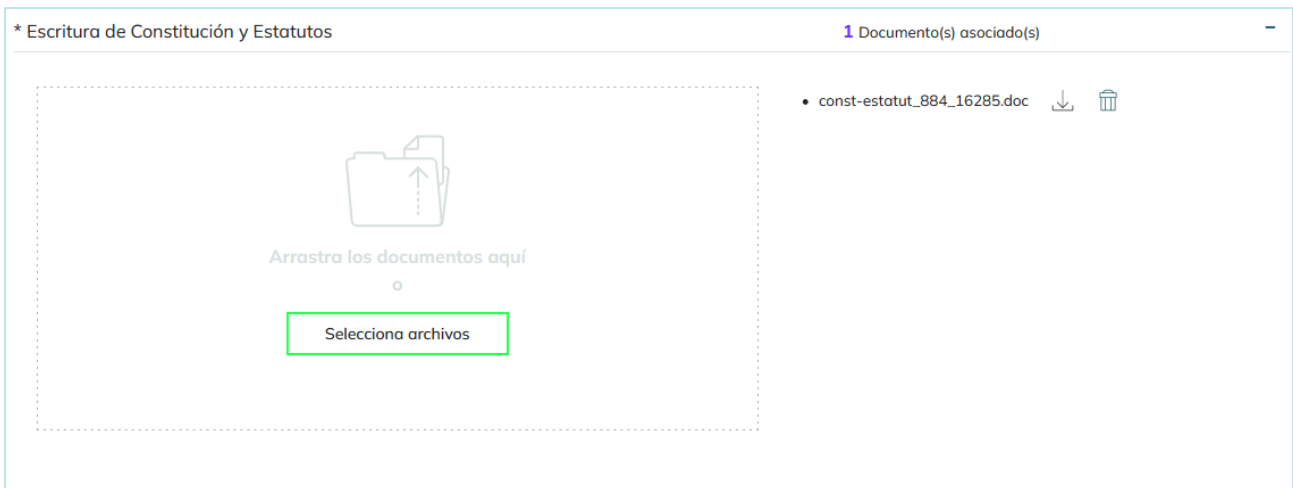 * Escritura de Constitución y Estatutos
1 Documento(s) asociado(s)
const-estatut_884_16285.doc
Arrastra los documentos aquí
o
Selecciona archivos